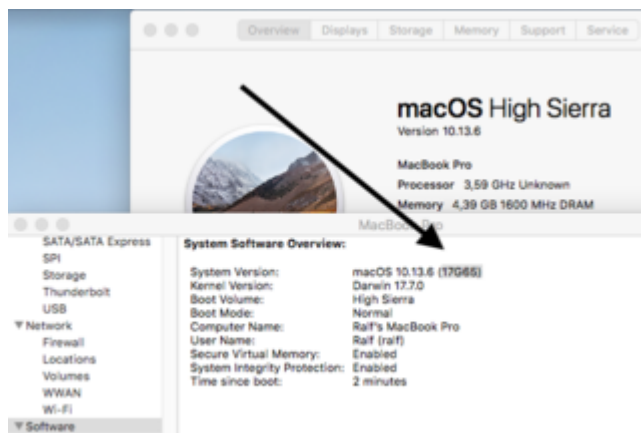 Overview Displays Storage Memory Support Service
macOS High Sierra
Version 10.13.6
MacBook Pro
Processor 3,59 GHz Unknown
Memory 4,39 GB 1600 MHz DRAM
MacBook Pro
SATA/SATA Express
SPI
Storage
Thunderbolt
USB
Network
Firewall
Locations
Volumes
WWAN
Wi-Fi
Software
System Software Overview:
System Version: macOS 10.13.6 (17G65)
Kernel Version: Darwin 17.7.0
Boot Volume: High Sierra
Boot Mode: Normal
Computer Name: Ralf's MacBook Pro
User Name: Ralf (ralf)
Secure Virtual Memory: Enabled
System Integrity Protection: Enabled
Time since boot: 2 minutes